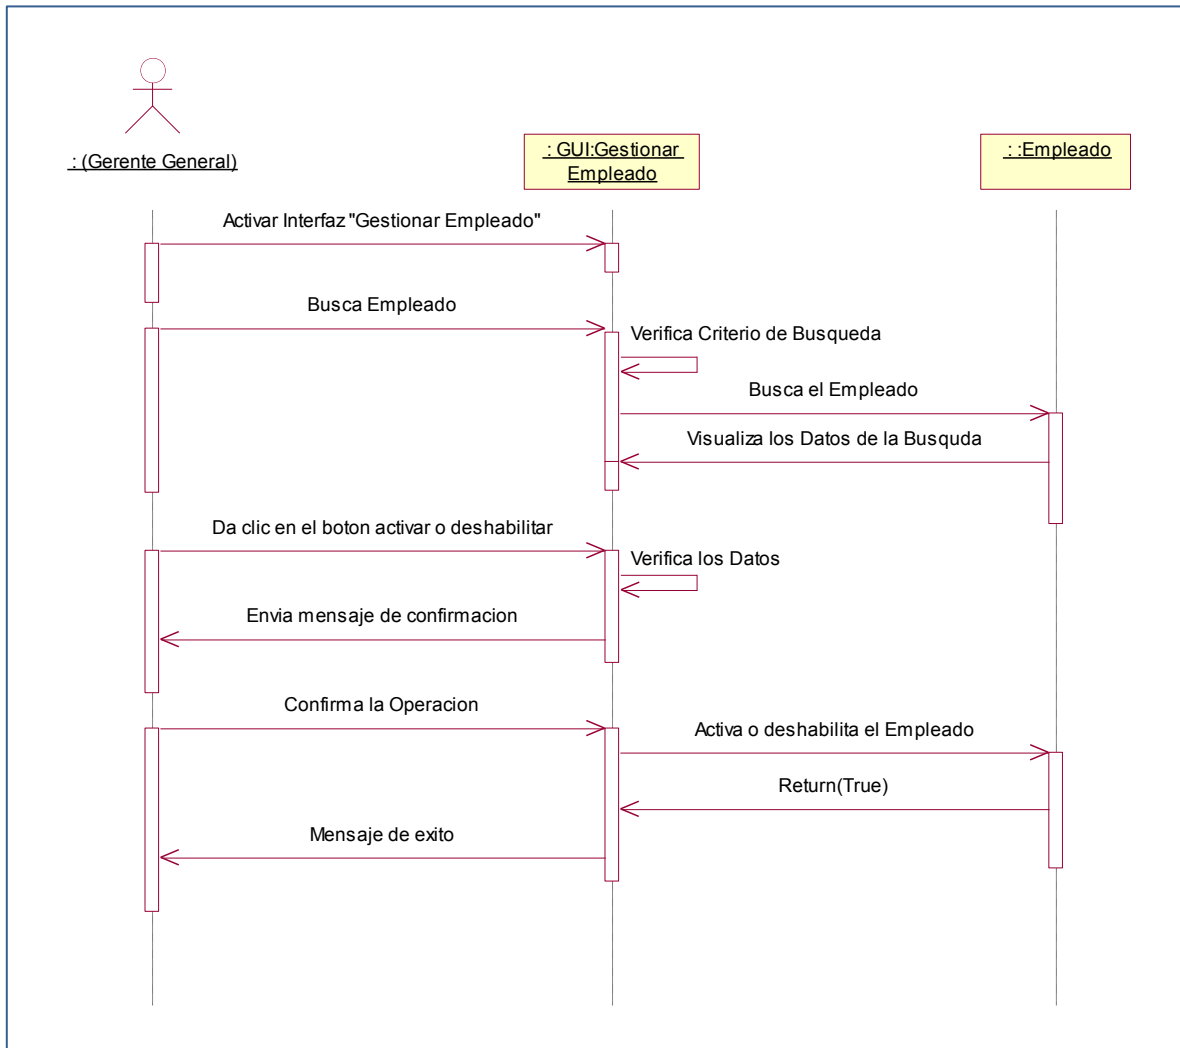 : (Gerente General)
: GUI:Gestionar
Empleado
: :Empleado
Activar Interfaz "Gestionar Empleado"
Busca Empleado
Verifica Criterio de Busqueda
Busca el Empleado
Visualiza los Datos de la Busquda
Da clic en el boton activar o deshabilitar
Verifica los Datos
Envia mensaje de confirmacion
Confirma la Operacion
Activa o deshabilita el Empleado
Return(True)
Mensaje de exito